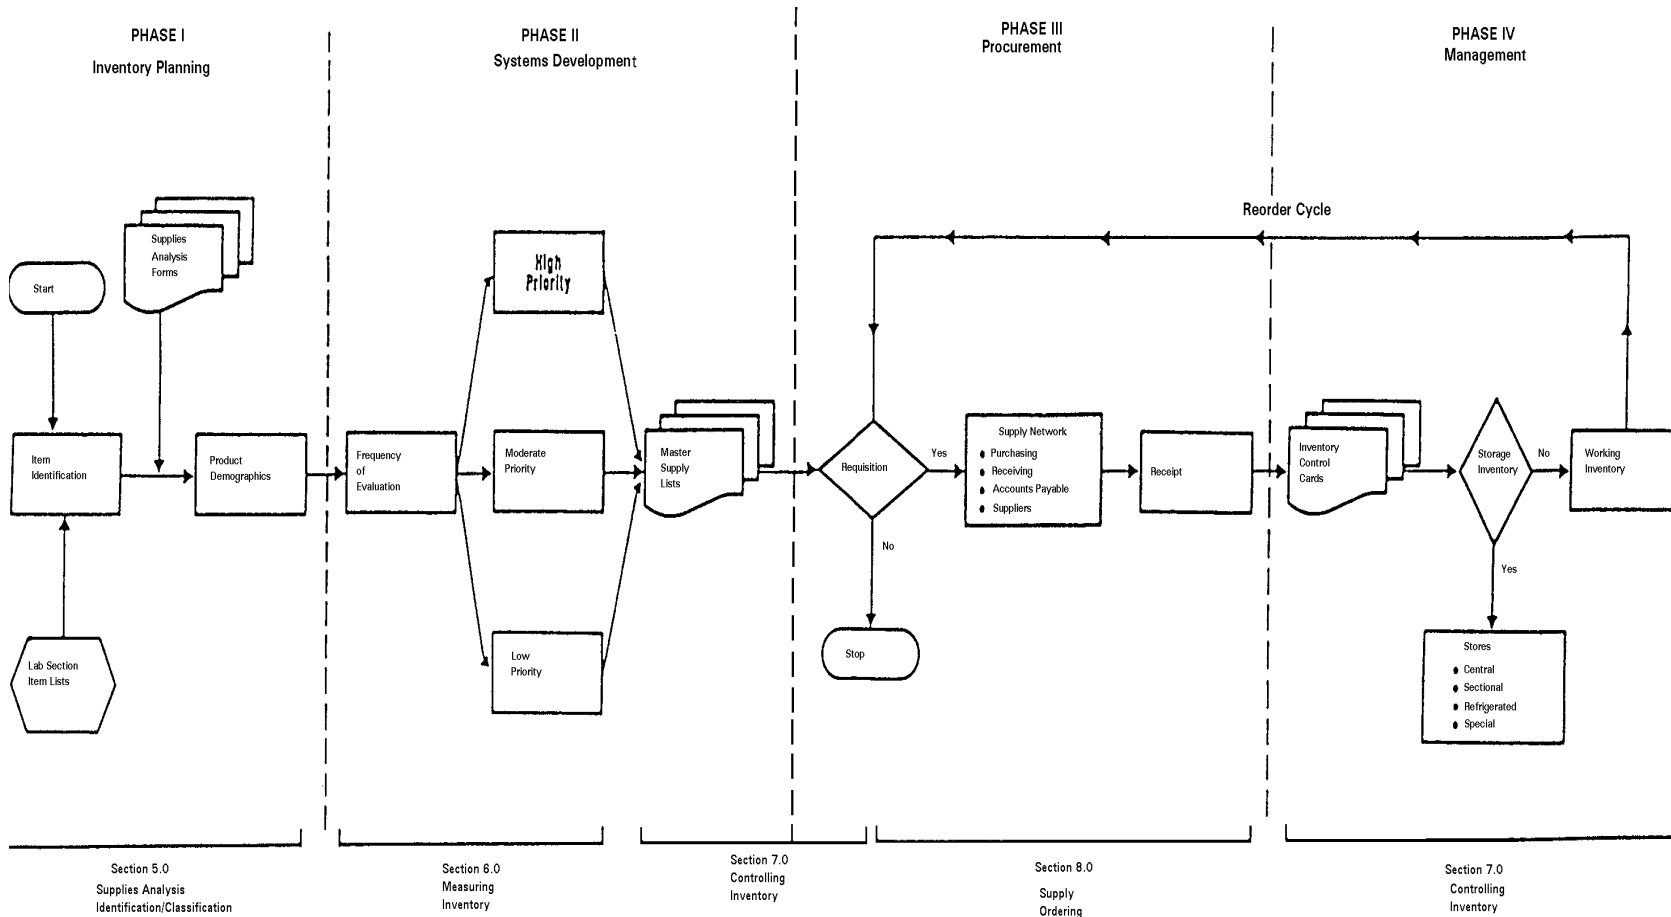 PHASE I
Inventory Planning
PHASE II
Systems Development
PHASE III
Procurement
PHASE IV
Management
Reorder Cycle
Supplies
Analysis
Forms
Start
High
Priority
Item
Identification
Product
Demographics
Frequency
of
Evaluation
Moderate
Priority
Master
Supply
Lists
Requisition
Yes
No
Supply Network
● Purchasing
● Receiving
● Accounts Payable
● Suppliers
Receipt
Inventory
Control
Cards
Storage
Inventory
No
Yes
Working
Inventory
Lab Section
Item Lists
Low
Priority
Stop
Stores
● Central
● Sectional
● Refrigerated
● Special
Section 5.0
Supplies Analysis
Identification/Classification
Section 6.0
Measuring
Inventory
Section 7.0
Controlling
Inventory
Section 8.0
Supply
Ordering
Section 7.0
Controlling
Inventory